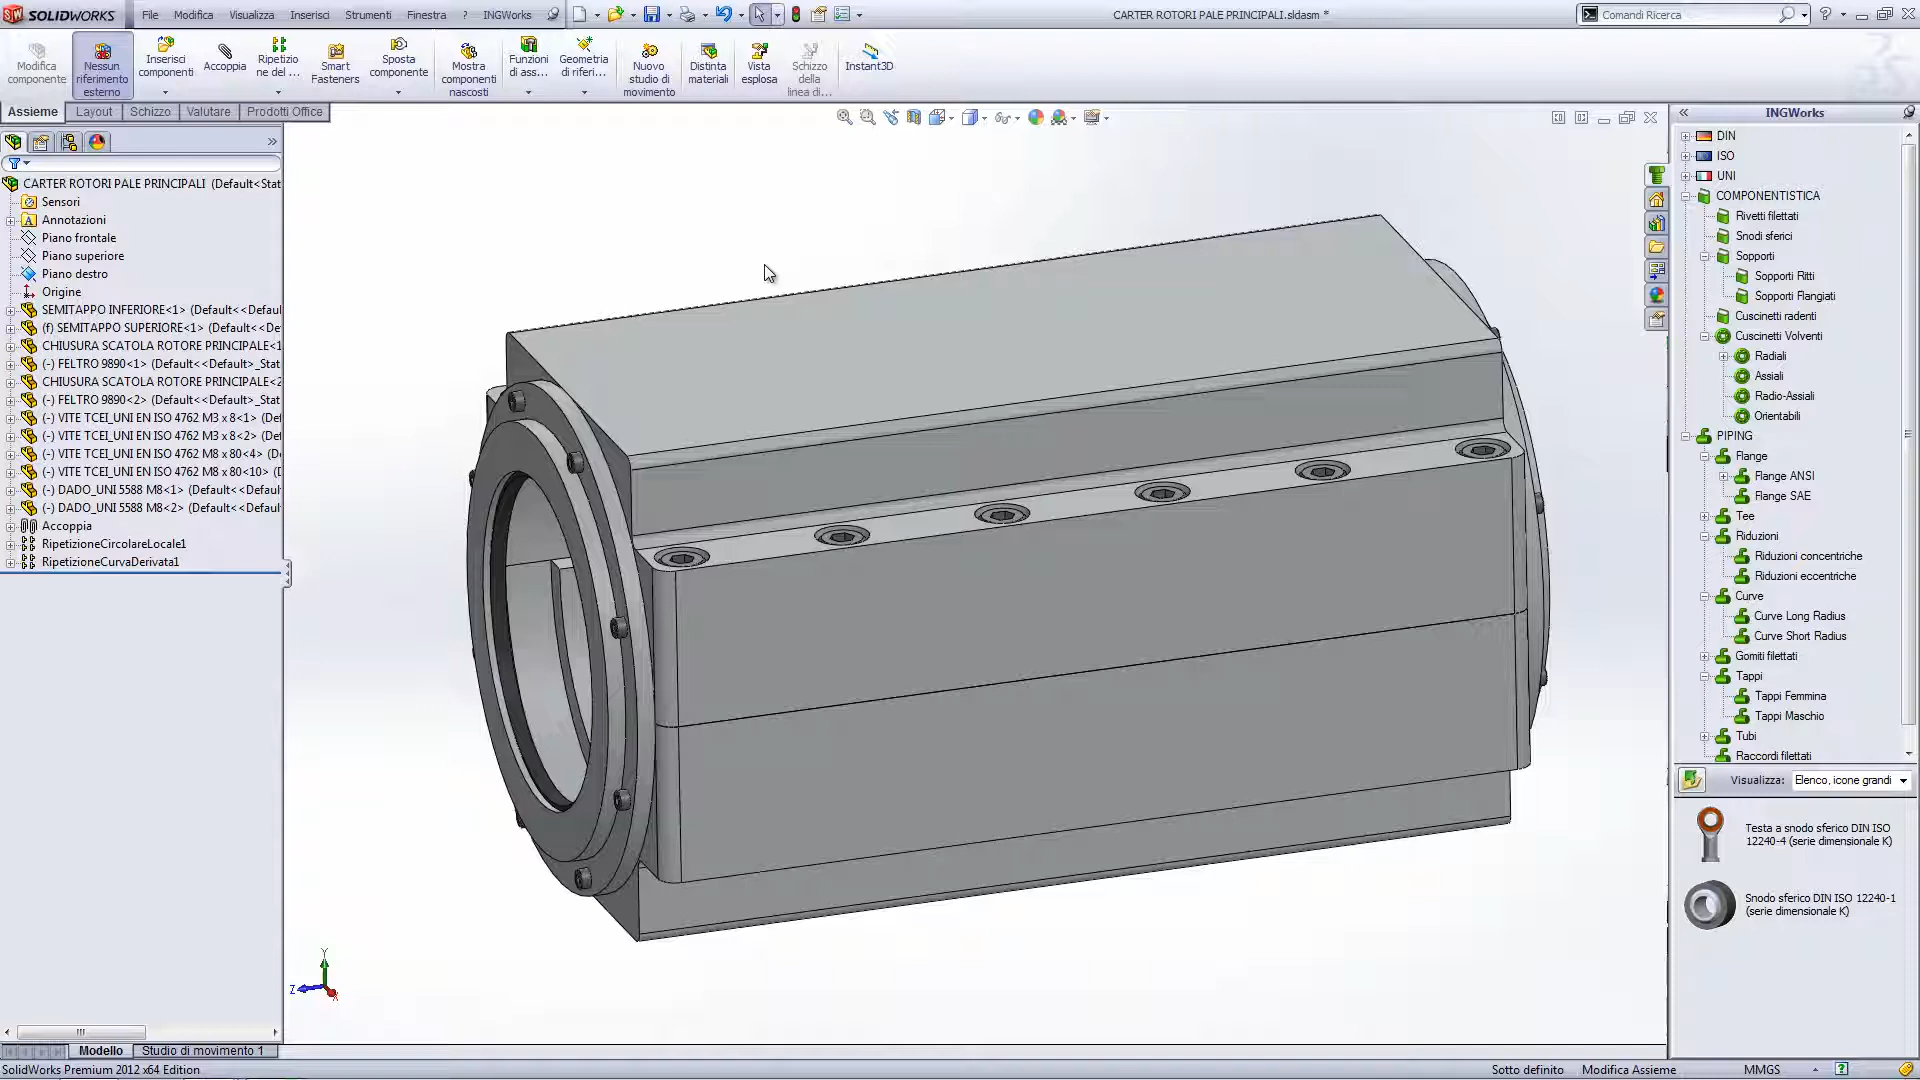 SOLIDWORKS
File
Modifica
Visualizza
Inserisci
Strumenti
Finestra
?
INGWorks
CARTER ROTORI PALE PRINCIPALI.sldasm *
Comandi Ricerca
Modifica
componente
Nessun
riferimento
esterno
Inserisci
componenti
Accoppia
Ripetizio
ne del ...
Smart
Fasteners
Sposta
componente
Mostra
componenti
nascosti
Funzioni
di ass...
Geometria
di riferi...
Nuovo
studio di
movimento
Distinta
materiali
Vista
esplosa
Schizzo
della
linea di...
Instant3D
Assieme
Layout
Schizzo
Valutare
Prodotti Office
CARTER ROTORI PALE PRINCIPALI (Default<Stat
Sensori
Annotazioni
Piano frontale
Piano superiore
Piano destro
Origine
SEMITAPPO INFERIORE<1> (Default<<Defaul
(f) SEMITAPPO SUPERIORE<1> (Default<<De
CHIUSURA SCATOLA ROTORE PRINCIPALE<1
(-) FELTRO 9890<1> (Default<<Default>_Stat
CHIUSURA SCATOLA ROTORE PRINCIPALE<2
(-) FELTRO 9890<2> (Default<<Default>_Stat
(-) VITE TCEI_UNI EN ISO 4762 M3 x 8<1> (Def
(-) VITE TCEI_UNI EN ISO 4762 M3 x 8<2> (Def
(-) VITE TCEI_UNI EN ISO 4762 M8 x 80<4> (D
(-) VITE TCEI_UNI EN ISO 4762 M8 x 80<10> (D
(-) DADO_UNI 5588 M8<1> (Default<<Default
(-) DADO_UNI 5588 M8<2> (Default<<Default
Accoppia
RipetizioneCircolareLocale1
RipetizioneCurvaDerivata1
Y
Z
X
INGWorks
DIN
ISO
UNI
COMPONENTISTICA
Rivetti filettati
Snodi sferici
Sopporti
Sopporti Ritti
Sopporti Flangiati
Cuscinetti radenti
Cuscinetti Volventi
Radiali
Assiali
Radio-Assiali
Orientabili
PIPING
Flange
Flange ANSI
Flange SAE
Tee
Riduzioni
Riduzioni concentriche
Riduzioni eccentriche
Curve
Curve Long Radius
Curve Short Radius
Gomiti filettati
Tappi
Tappi Femmina
Tappi Maschio
Tubi
Raccordi filettati
Visualizza: Elenco, icone grandi
Testa a snodo sferico DIN ISO
12240-4 (serie dimensionale K)
Snodo sferico DIN ISO 12240-1
(serie dimensionale K)
Modello
Studio di movimento 1
SolidWorks Premium 2012 x64 Edition
Sotto definito
Modifica Assieme
MMGS